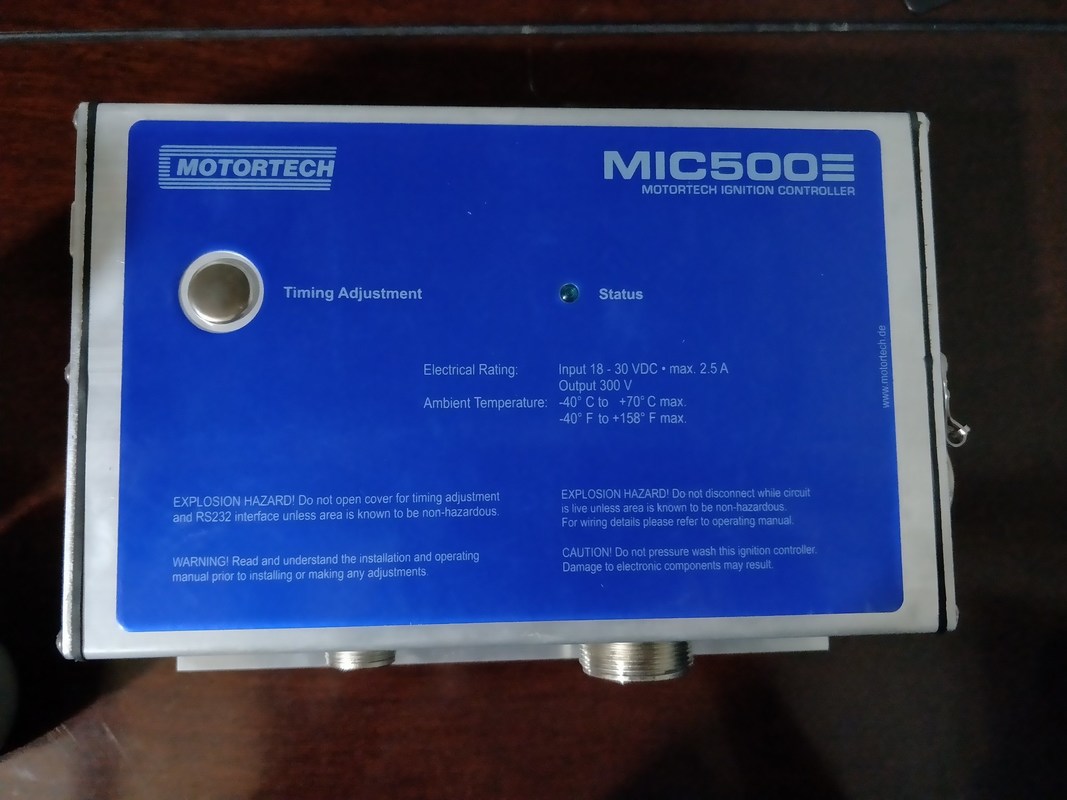 MOTORTECH
MIC500
MOTORTECH IGNITION CONTROLLER
Timing Adjustment
Status
Electrical Rating: Input 18 - 30 VDC • max. 2.5 A
Output 300 V
Ambient Temperature: -40° C to +70° C max.
-40° F to +158° F max.
www.motortech.de
EXPLOSION HAZARD! Do not open cover for timing adjustment
and RS232 interface unless area is known to be non-hazardous.
WARNING! Read and understand the installation and operating
manual prior to installing or making any adjustments.
EXPLOSION HAZARD! Do not disconnect while circuit
is live unless area is known to be non-hazardous.
For wiring details please refer to operating manual.
CAUTION! Do not pressure wash this ignition controller.
Damage to electronic components may result.